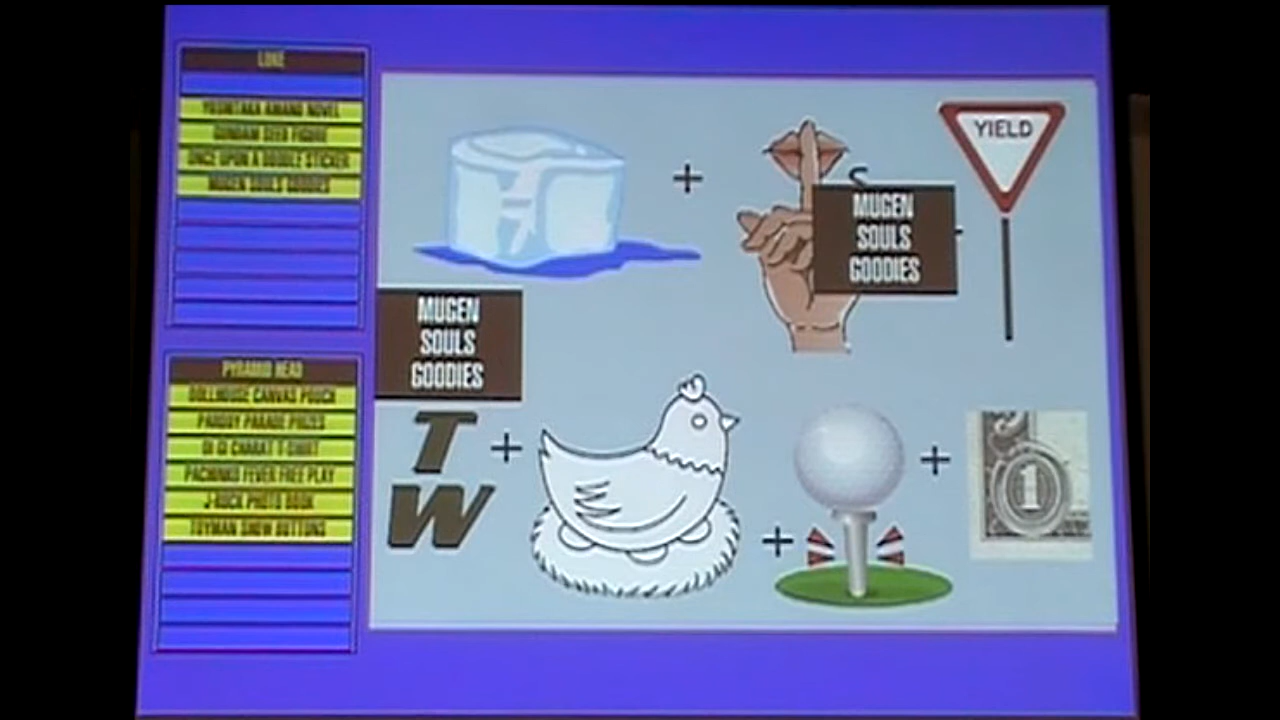 LUKE
YOSHITAKA AMANO NOVEL
GUNDAM SEED FIGURE
ONCE UPON A DOODLE STICKER
MUGEN SOULS GOODIES
PYRAMID HEAD
DOLLHOUSE CANVAS POUCH
PARODY PARADE PRIZES
DI GI CHARAT T-SHIRT
PACHINKO FEVER FREE PLAY
J-ROCK PHOTO BOOK
TOYMAN SHOW BUTTONS
+
S
YIELD
MUGEN
SOULS
GOODIES
-
MUGEN
SOULS
GOODIES
T
W
+
+
+
1